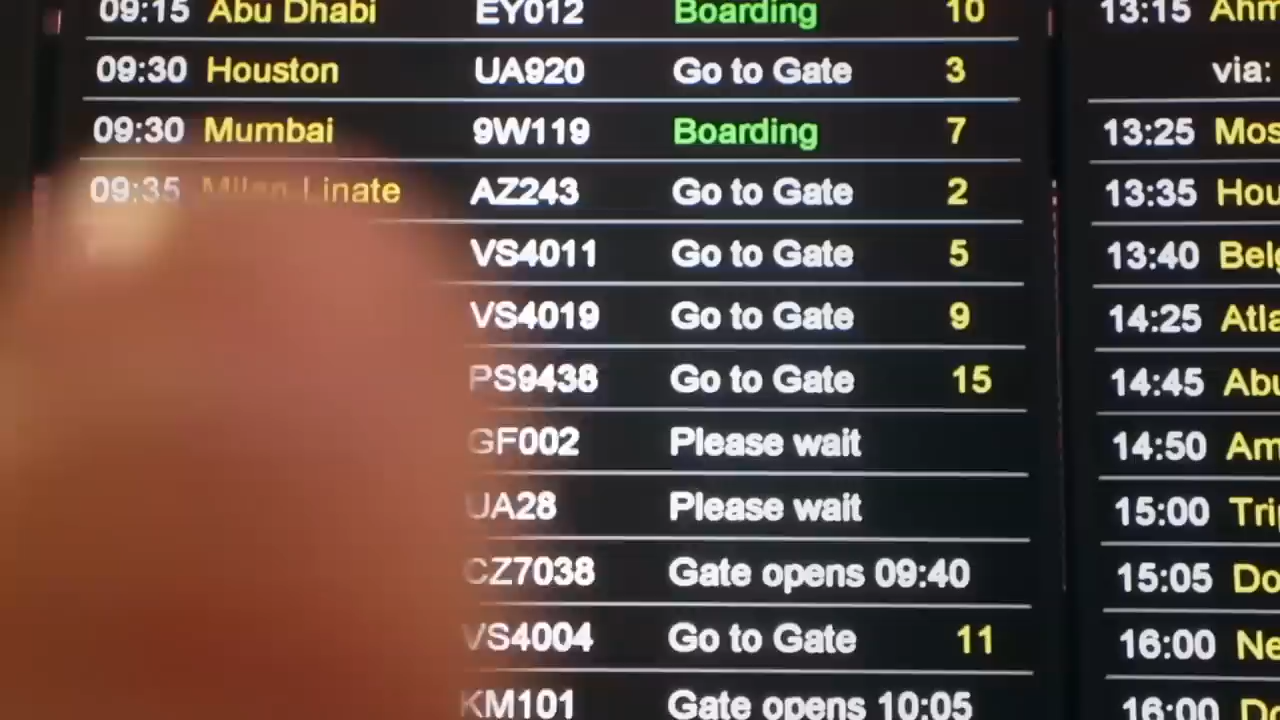 09:15 Abu Dhabi EY012 Boarding 10
09:30 Houston UA920 Go to Gate 3
09:30 Mumbai 9W119 Boarding 7
09:35 Milan Linate AZ243 Go to Gate 2
VS4011 Go to Gate 5
VS4019 Go to Gate 9
PS9438 Go to Gate 15
GF002 Please wait
UA28 Please wait
CZ7038 Gate opens 09:40
VS4004 Go to Gate 11
KM101 Gate opens 10:05
13:15
via:
13:25
13:35
13:40
14:25
14:45
14:50
15:00
15:05
16:00
16:00